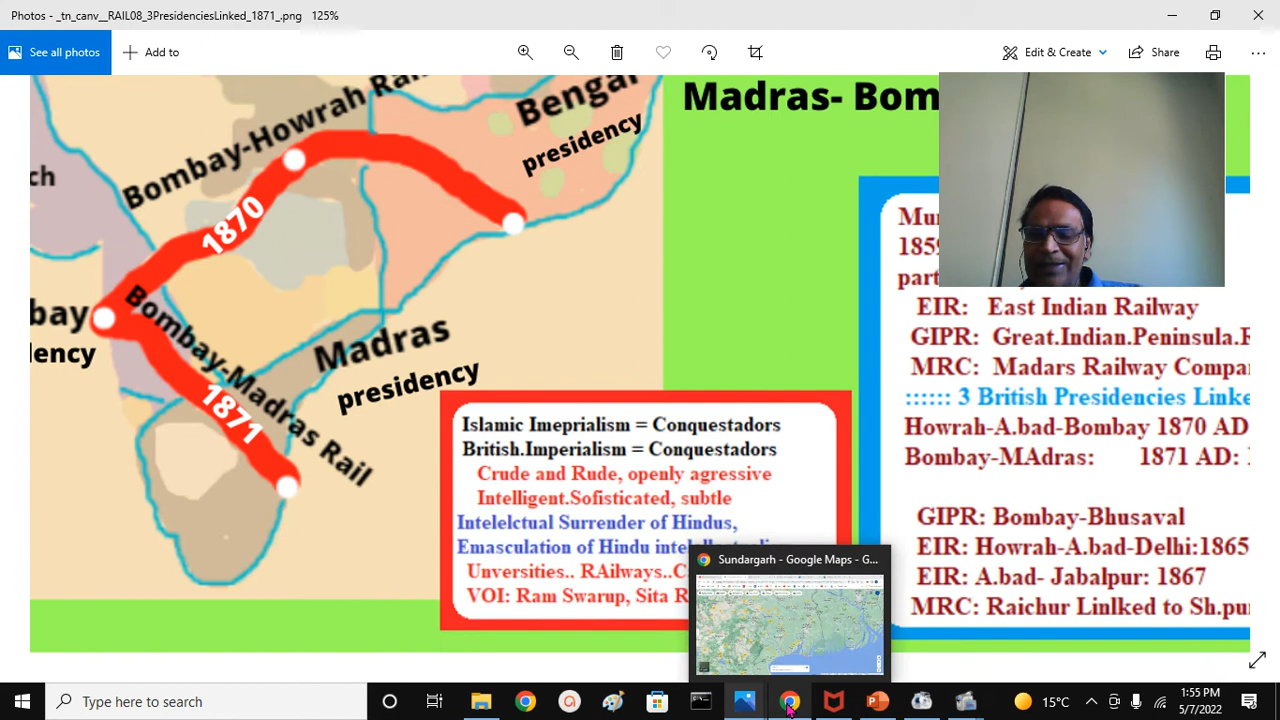 Photos - _tn_canv__RAIL08_3PresidenciesLinked_1871_.png 125%
See all photos
Add to
Edit & Create
Share
Bombay-Howrah Rai
Bengal
presidency
Madras- Bom
ch
1870
bay
dency
Bombay-Madras Rail
1871
Madras
presidency
Islamic Imeprialism = Conquestadors
British.Imperialism = Conquestadors
Crude and Rude, openly agressive
Intelligent.Sofisticated, subtle
Intelelctual Surrender of Hindus,
Emasculation of Hindu
Unversities.. RAilways..C
VOI: Ram Swarup, Sita R
Mu
1859
part
EIR: East Indian Railway
GIPR: Great.Indian.Peninsula.R
MRC: Madars Railway Compa
:::::: 3 British Presidencies Linke
Howrah-A.bad-Bombay 1870 AD
Bombay-MAdras: 1871 AD:
GIPR: Bombay-Bhusaval
EIR: Howrah-A.bad-Delhi:1865
EIR: A.bad- Jabalpur: 1867
MRC: Raichur Linlked to Sh.pu
Sundargarh - Google Maps - G...
Type here to search
15°C
1:55 PM
5/7/2022